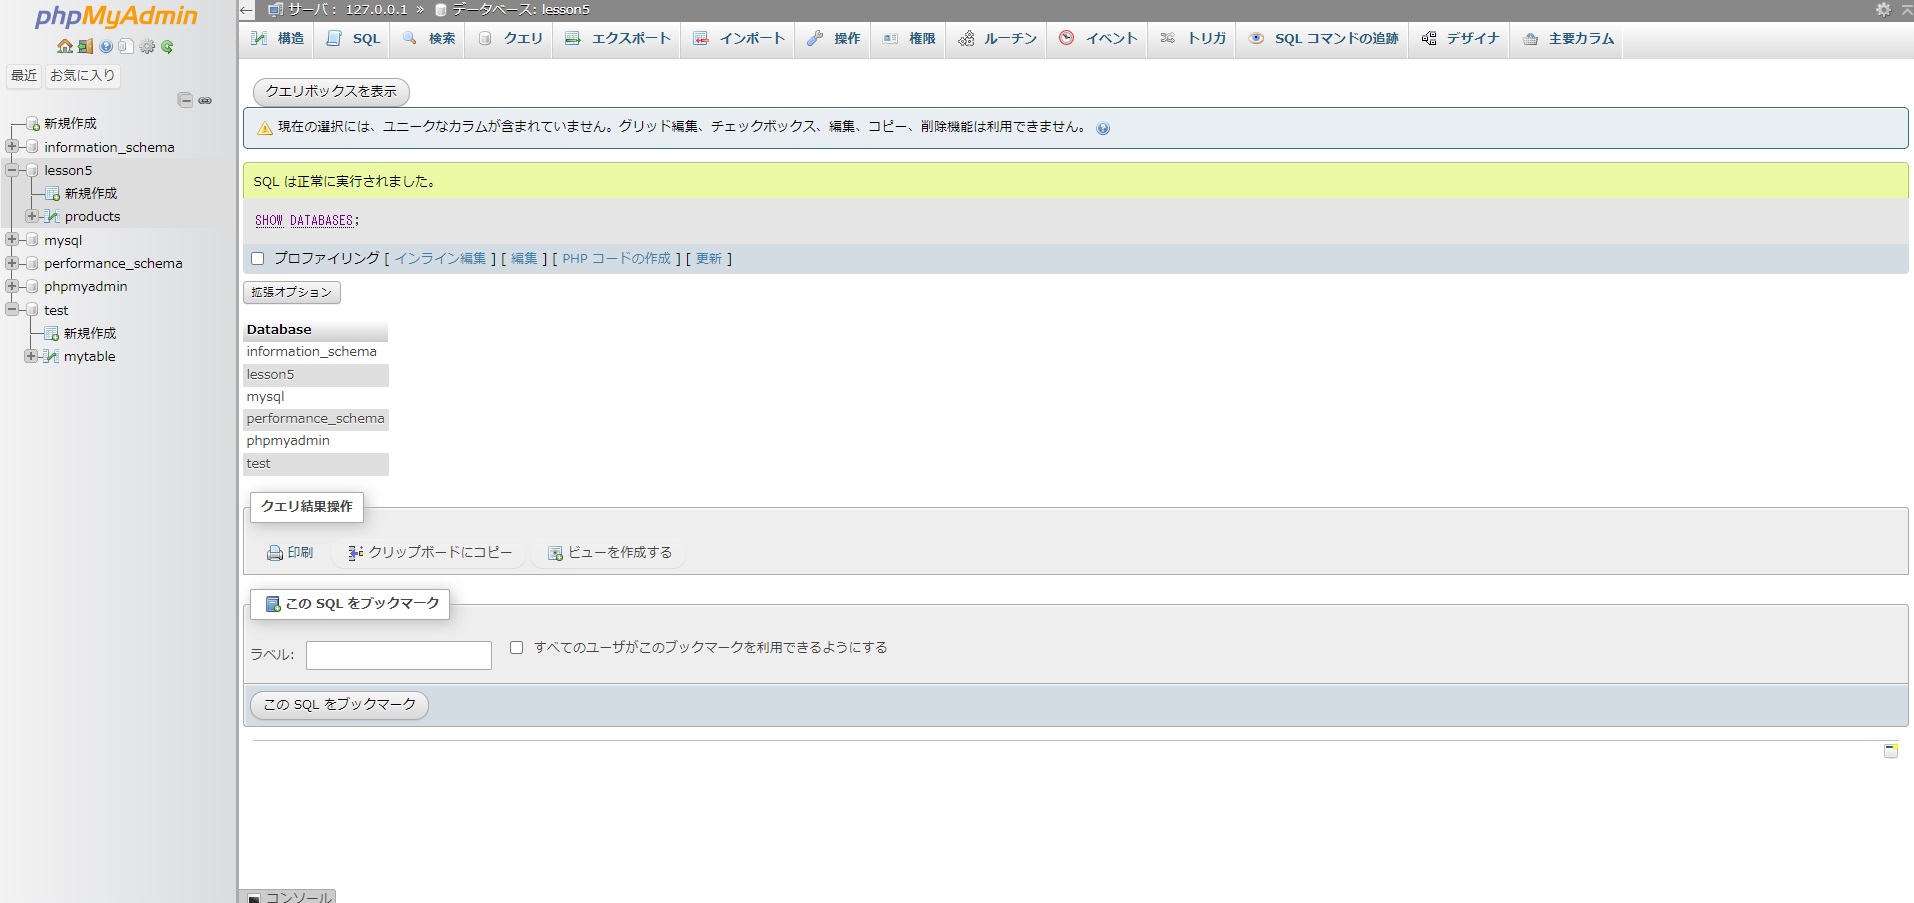 phpMyAdmin
最近 お気に入り
新規作成
information_schema
lesson5
新規作成
products
mysql
performance_schema
phpmyadmin
test
新規作成
mytable
サーバ: 127.0.0.1 » データベース: lesson5
構造 SQL 検索 クエリ エクスポート インポート 操作 権限 ルーチン イベント トリガ SQL コマンドの追跡 デザイナ 主要カラム
クエリボックスを表示
現在の選択には、ユニークなカラムが含まれていません。グリッド編集、チェックボックス、編集、コピー、削除機能は利用できません。
SQL は正常に実行されました。
SHOW DATABASES;
プロファイリング [ インライン編集 ] [ 編集 ] [ PHP コードの作成 ] [ 更新 ]
拡張オプション
Database
information_schema
lesson5
mysql
performance_schema
phpmyadmin
test
クエリ結果操作
印刷 クリップボードにコピー ビューを作成する
この SQL をブックマーク
ラベル: すべてのユーザがこのブックマークを利用できるようにする
この SQL をブックマーク
コンソール